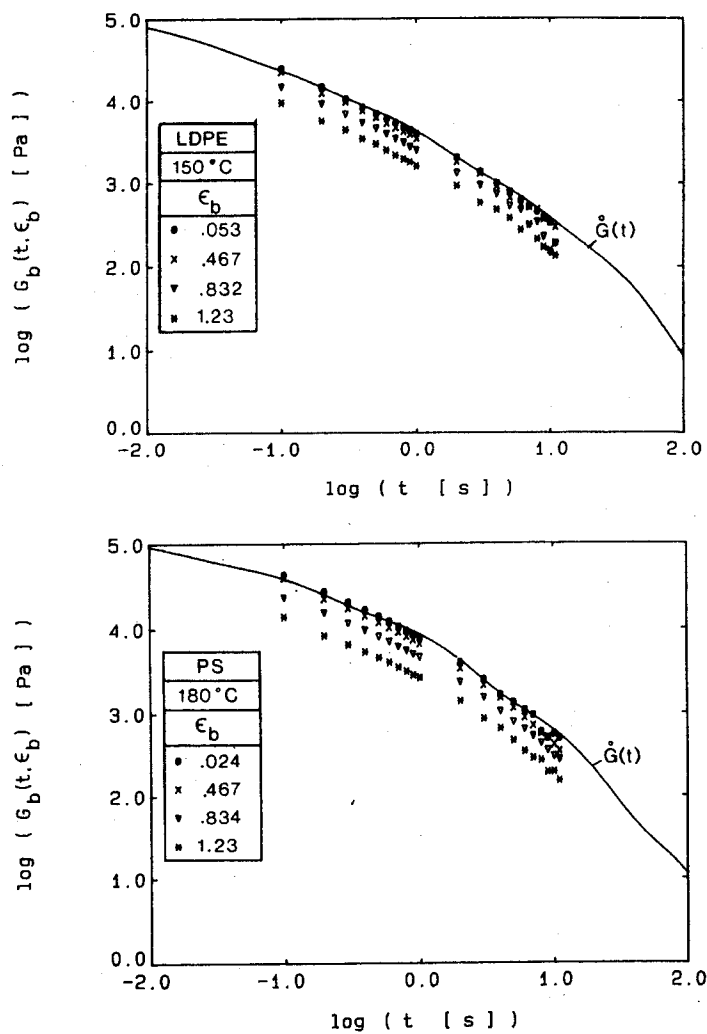 log ( G_b(t,ϵ_b) [ Pa ] )
5.0
4.0
3.0
2.0
1.0
0.0
LDPE
150°C
ϵ_b
.053
.467
.832
1.23
G̊(t)
-2.0 -1.0 0.0 1.0 2.0
log ( t [ s ] )
log ( G_b(t,ϵ_b) [ Pa ] )
5.0
4.0
3.0
2.0
1.0
0.0
PS
180°C
ϵ_b
.024
.467
.834
1.23
G̊(t)
-2.0 -1.0 0.0 1.0 2.0
log ( t [ s ] )